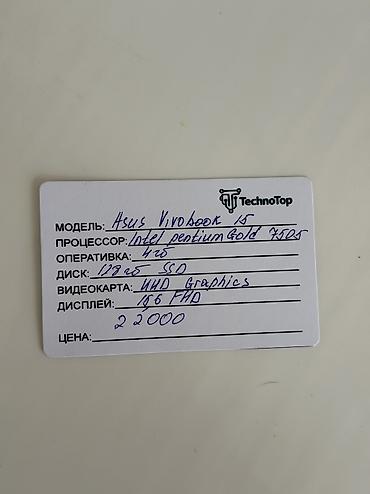 TechnoTop
МОДЕЛЬ: Asus Vivobook 15
ПРОЦЕССОР: Intel pentium Gold 7505
ОПЕРАТИВКА: 4гб
ДИСК: 128гб SSD
ВИДЕОКАРТА: UHD Graphics
ДИСПЛЕЙ: 15,6 FHD
22000
ЦЕНА: